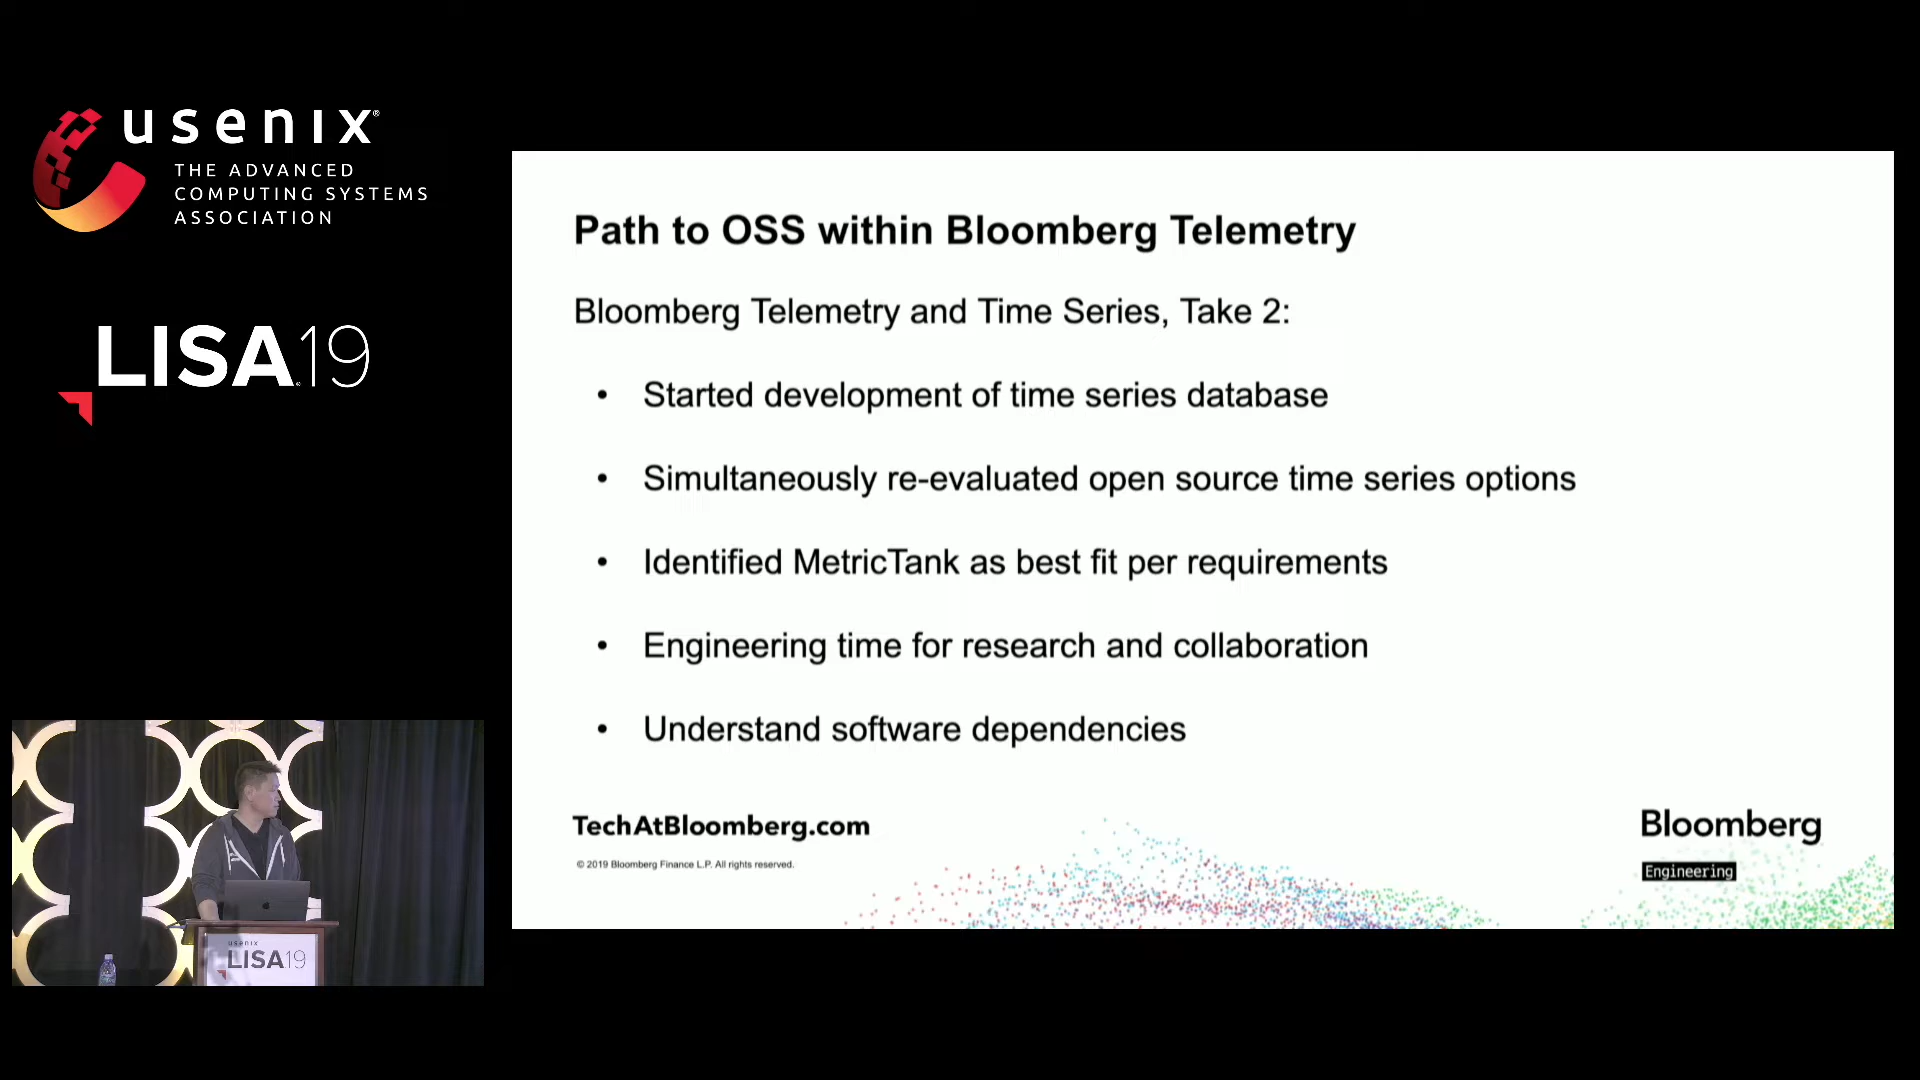 usenix®
THE ADVANCED
COMPUTING SYSTEMS
ASSOCIATION
LISA.19
Path to OSS within Bloomberg Telemetry
Bloomberg Telemetry and Time Series, Take 2:
• Started development of time series database
• Simultaneously re-evaluated open source time series options
• Identified MetricTank as best fit per requirements
• Engineering time for research and collaboration
• Understand software dependencies
TechAtBloomberg.com
© 2019 Bloomberg Finance L.P. All rights reserved.
Bloomberg
Engineering
usenix
LISA19